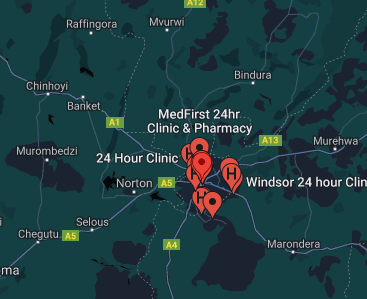 A12
Raffingora
Mvurwi
Bindura
Chinhoyi
Banket
A1
MedFirst 24hr
Clinic & Pharmacy
A13
Murehwa
Murombedzi
24 Hour Clinic
H
H
H
H
A5
Norton
Windsor 24 hour Clin
Selous
Chegutu
A5
A4
Marondera
oma